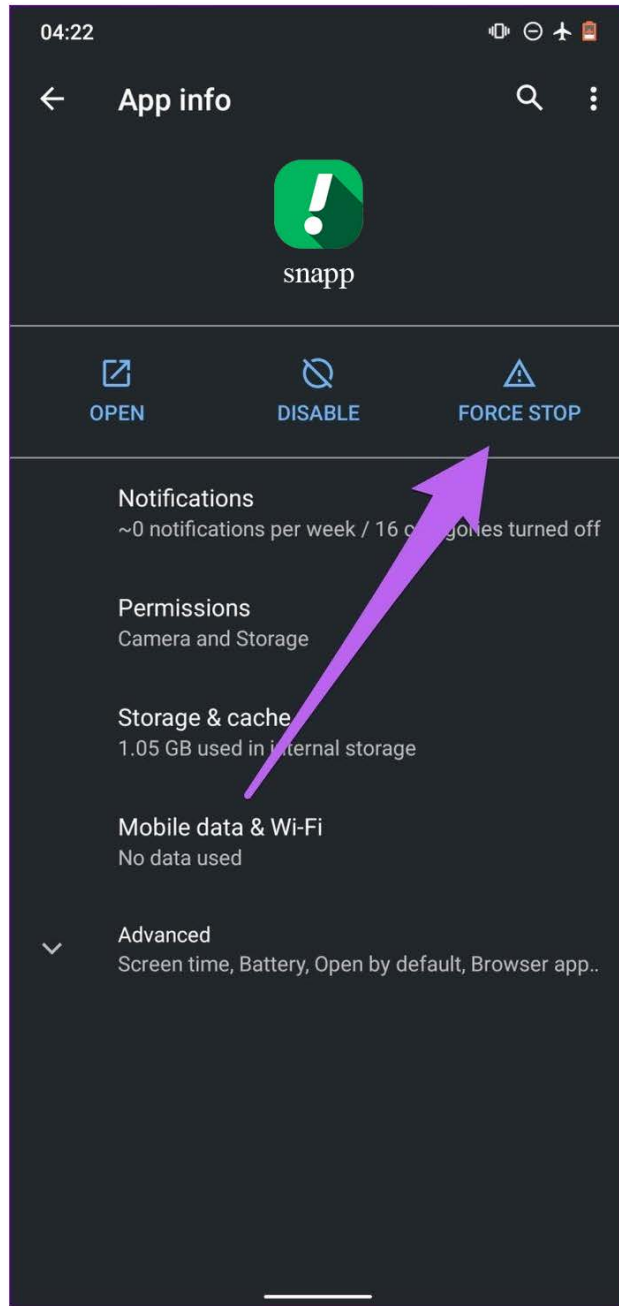 04:22
App info
snapp
OPEN DISABLE FORCE STOP
Notifications
~0 notifications per week / 16 categories turned off
Permissions
Camera and Storage
Storage & cache
1.05 GB used in internal storage
Mobile data & Wi-Fi
No data used
Advanced
Screen time, Battery, Open by default, Browser app..